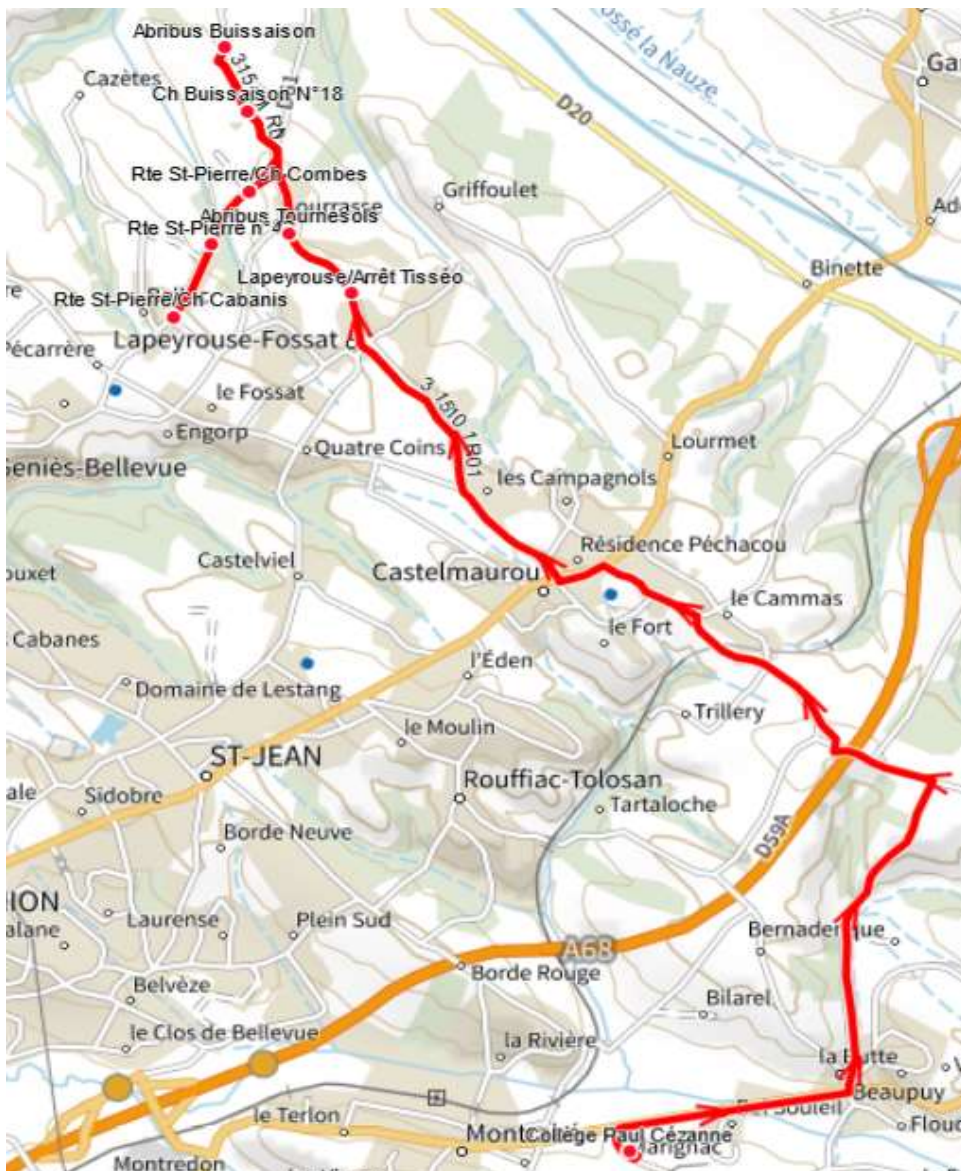 Abribus Buissaison
Cazètes
Ch Buissaison N°18
D20
Griffoulet
Rte St-Pierre/Ch Combes
Abribus Tournesols
Rte St-Pierre n°4
Binette
Lapeyrouse/Arrêt Tisséo
Rte St-Pierre/Ch Cabanis
Lapeyrouse-Fossat
Pécarrère
le Fossat
Engorp
Quatre Coins
Lourmet
Geniès-Bellevue
les Campagnols
Résidence Péchacou
Castelviel
Castelmaurou
le Cammas
le Fort
Cabanes
l'Éden
Domaine de Lestang
Trillery
le Moulin
ST-JEAN
Rouffiac-Tolosan
Sidobre
Tartaloche
Borde Neuve
D59A
Laurense
Plein Sud
A68
Borde Rouge
Belvèze
Bilarel
le Clos de Bellevue
la Rivière
la Butte
Beaupuy
le Terlon
Collège Paul Cézanne
Montredon